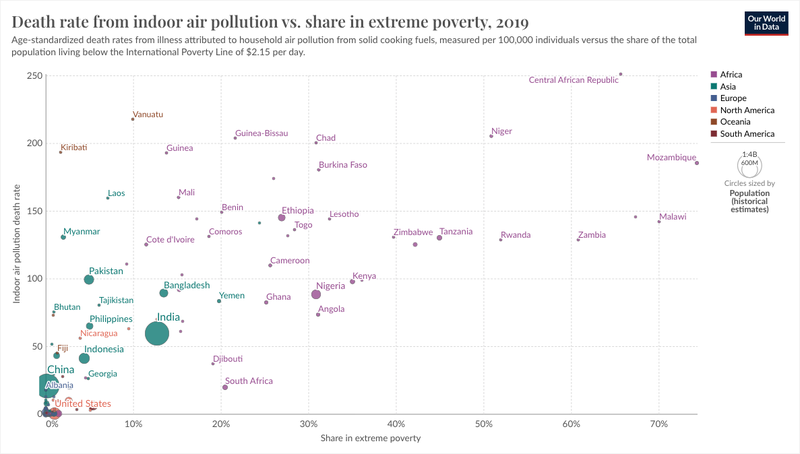 Death rate from indoor air pollution vs. share in extreme poverty, 2019
Our World
in Data
Age-standardized death rates from illness attributed to household air pollution from solid cooking fuels, measured per 100,000 individuals versus the share of the total
population living below the International Poverty Line of $2.15 per day.
250
Central African Republic
Africa
Asia
Europe
North America
Oceania
South America
Vanuatu
200
Guinea-Bissau
Chad
Niger
Kiribati
Guinea
Burkina Faso
Mozambique
1:4B
600M
Circles sized by
Population
(historical
estimates)
Laos
Mali
150
Benin
Ethiopia
Lesotho
Malawi
Togo
Myanmar
Cote d'Ivoire
Comoros
Zimbabwe
Tanzania
Rwanda
Zambia
Cameroon
100
Pakistan
Kenya
Bangladesh
Nigeria
Yemen
Ghana
Tajikistan
Bhutan
Angola
Philippines
India
Nicaragua
50
Fiji
Indonesia
Djibouti
China
Georgia
South Africa
Albania
United States
0
0%
10%
20%
30%
40%
50%
60%
70%
Share in extreme poverty
Indoor air pollution death rate